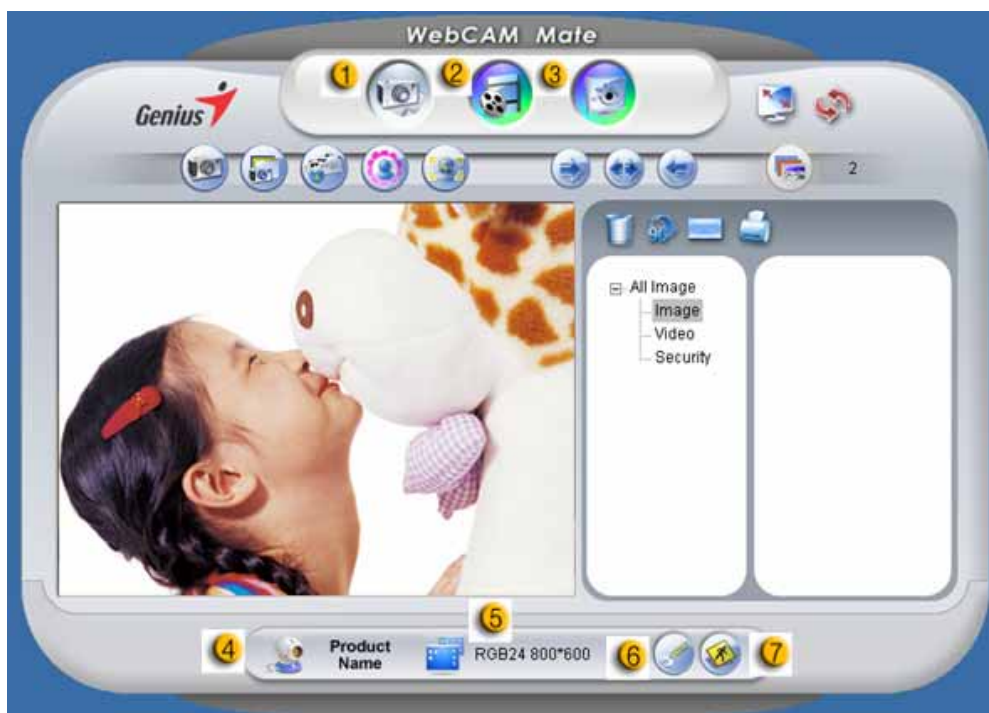 WebCAM Mate
1
2
3
Genius
2
All Image
Image
Video
Security
4
Product
Name
5
RGB24 800*600
6
7